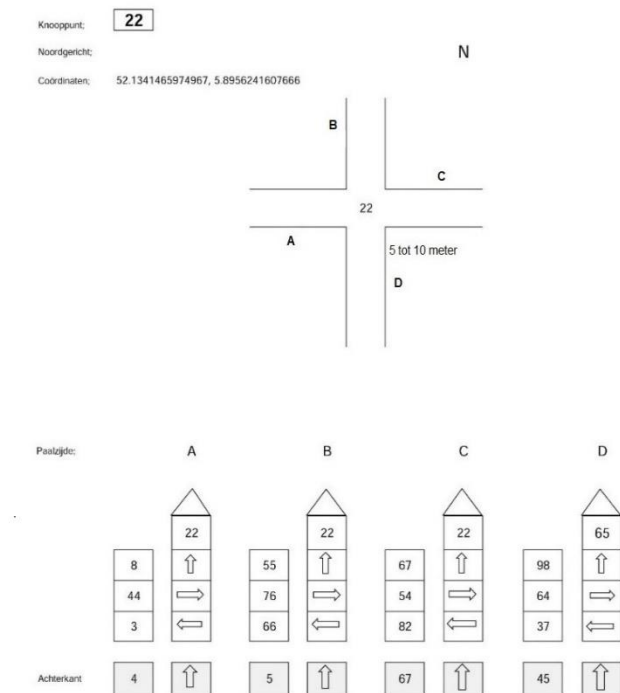 Knooppunt; 22
Noordgericht; N
Coördinaten; 52.1341465974967, 5.8956241607666
B
C
22
A
5 tot 10 meter
D
Paalzijde; A B C D
22 22 22 65
8 55 67 98
44 76 54 64
3 66 82 37
Achterkant 4 5 67 45